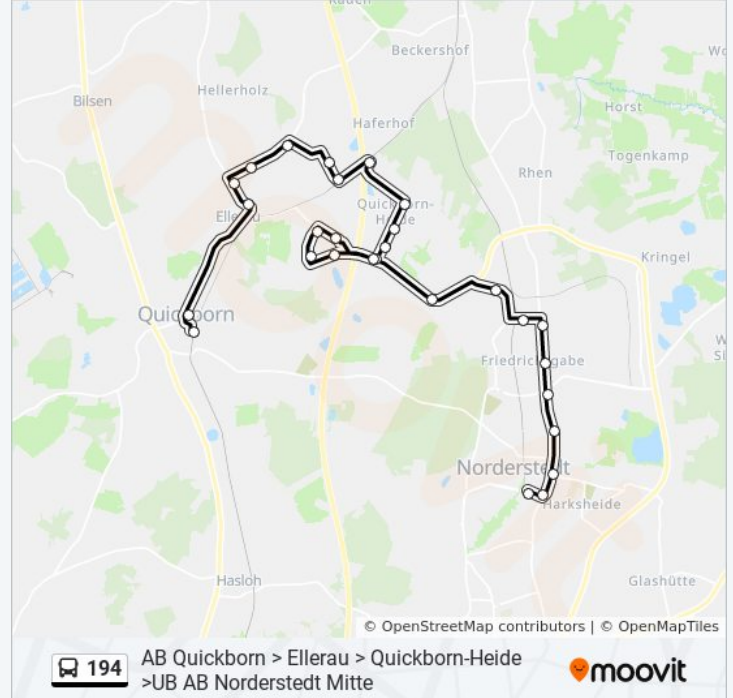 Rauen
Beckershof
Bilsen
Hellerholz
Horst
Haferhof
Togenkamp
Rhen
Quickborn-
Heide
Ellerau
Kringel
Quickborn
Friedrichsgabe
Norderstedt
Harksheide
Hasloh
Glashütte
© OpenStreetMap contributors | © OpenMapTiles
194
AB Quickborn > Ellerau > Quickborn-Heide
>UB AB Norderstedt Mitte
moovit